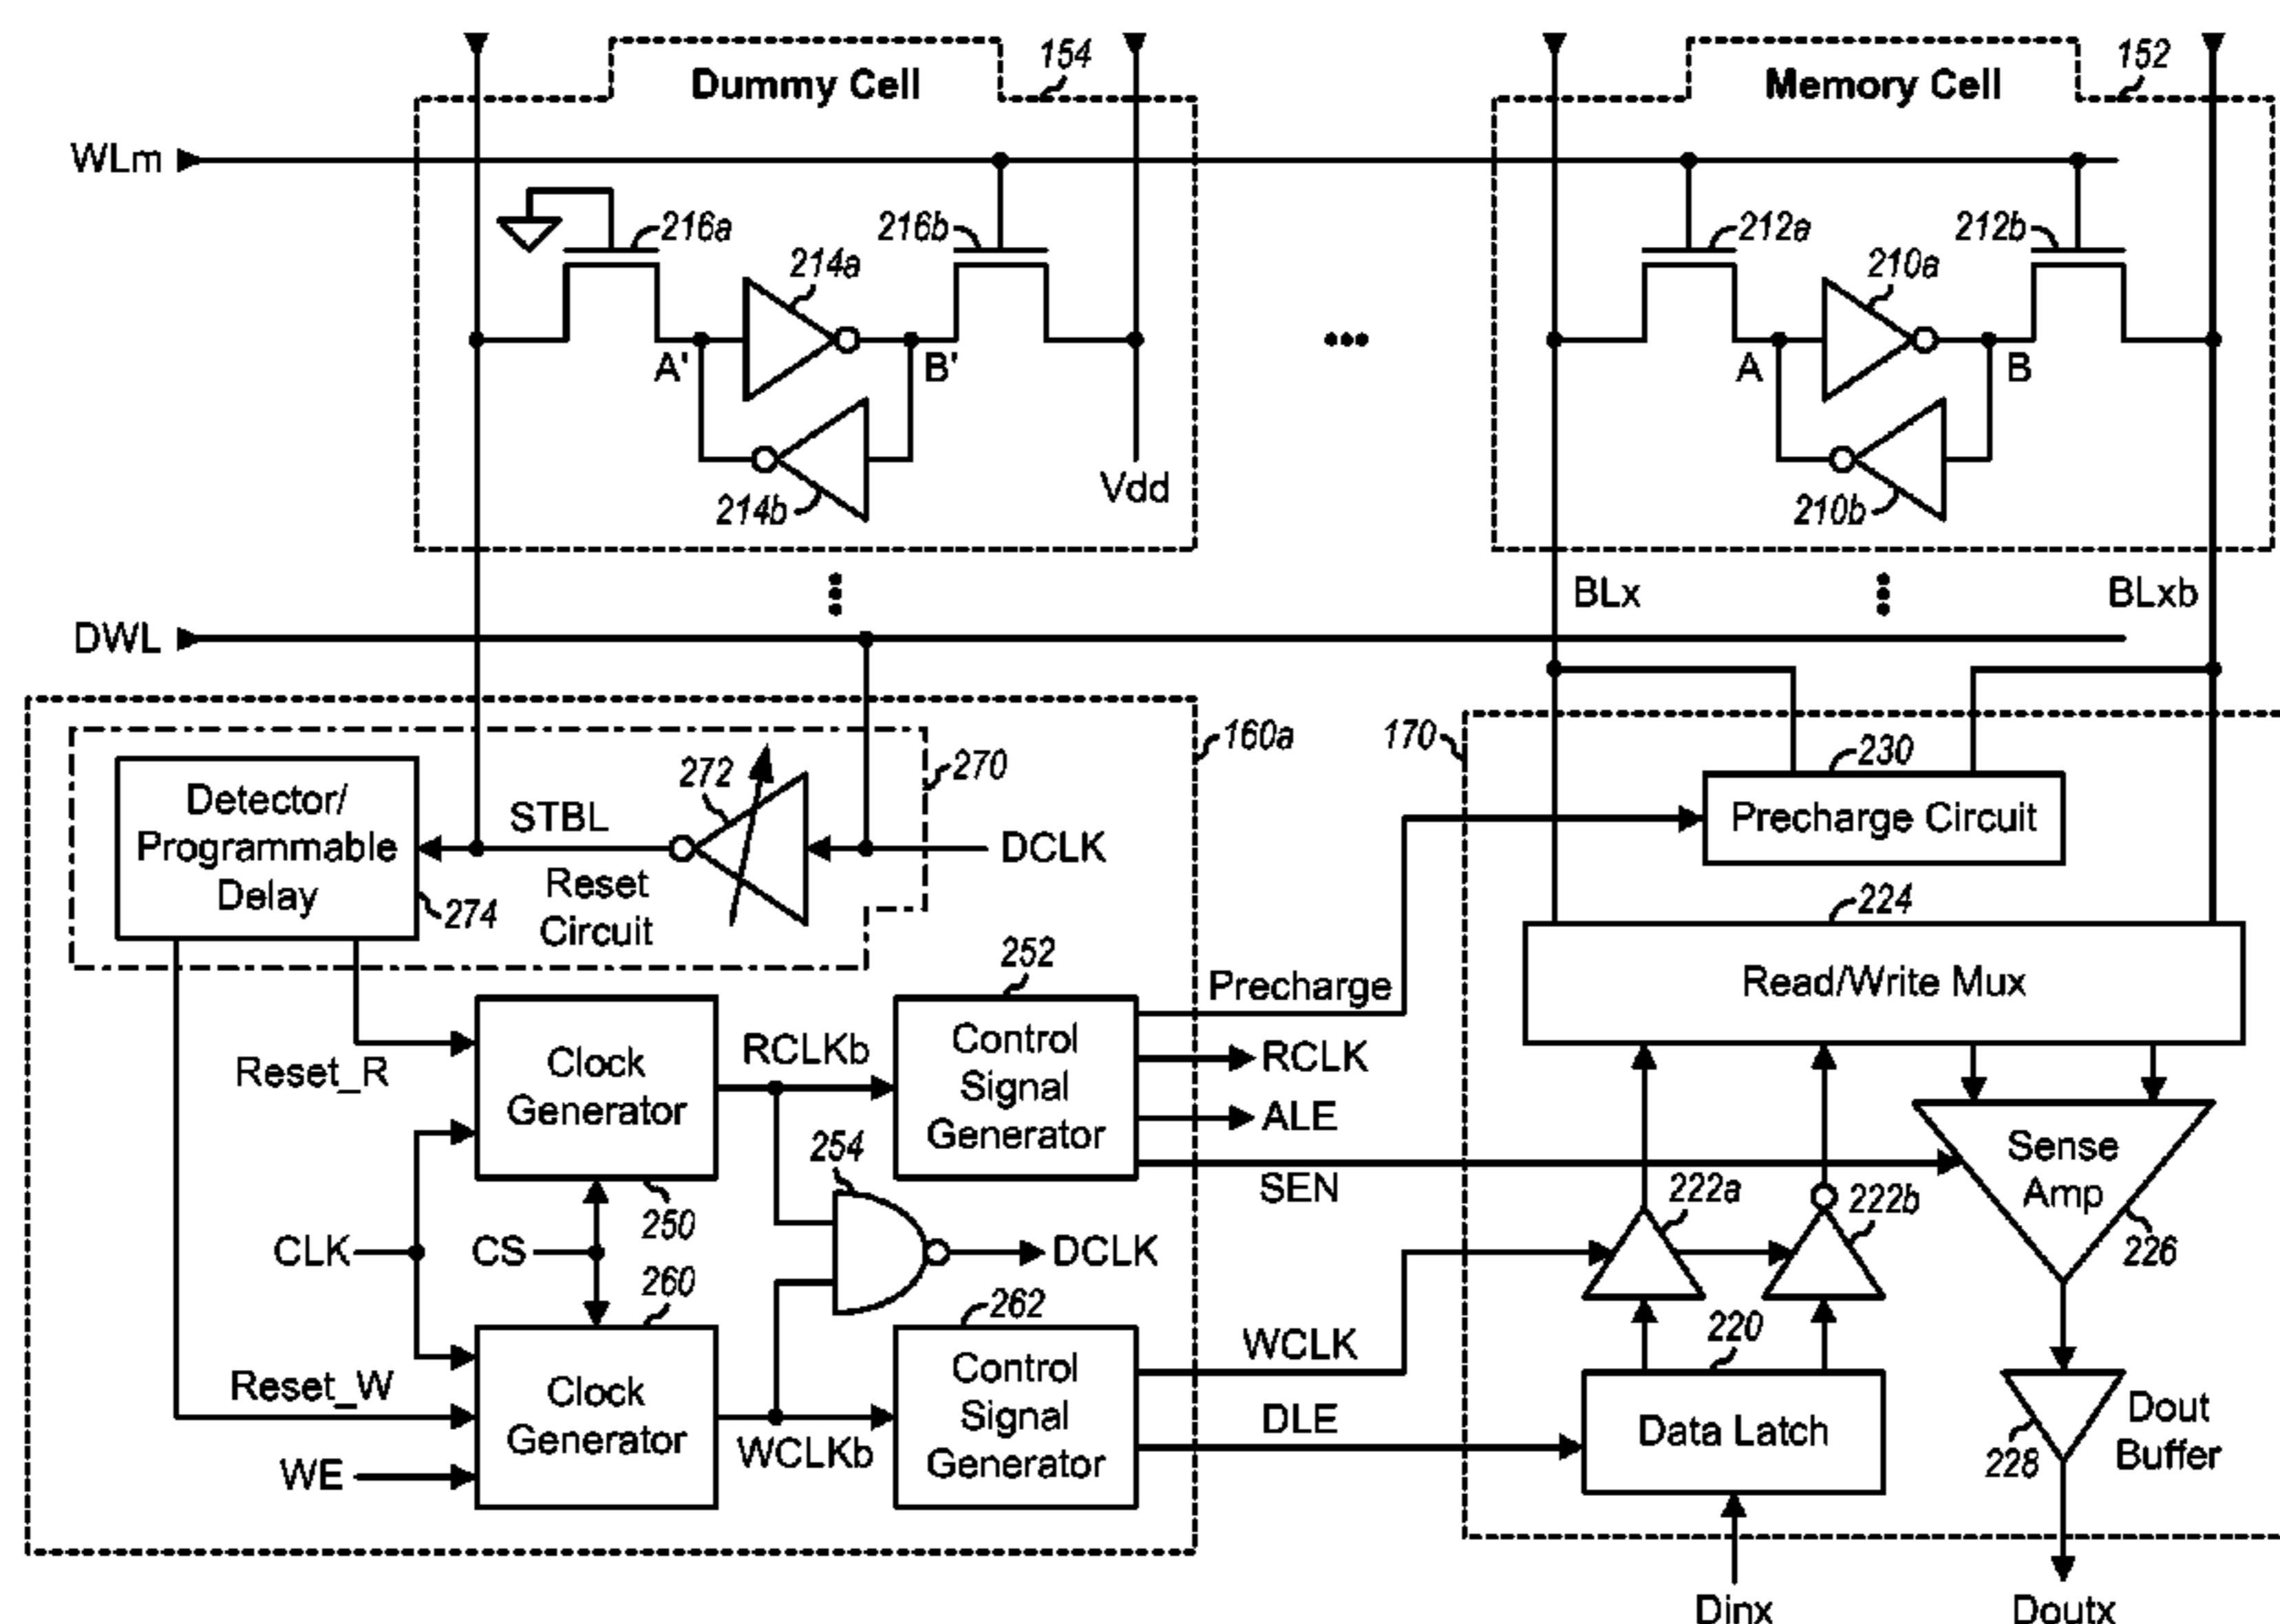 Dummy Cell
154
Memory Cell
152
WLm
216a
216b
212a
212b
214a
210a
A'
B'
A
B
214b
Vdd
210b
BLx
BLxb
DWL
160a
170
230
Precharge Circuit
270
272
Detector/
Programmable
Delay
STBL
DCLK
274
Reset
Circuit
224
Read/Write Mux
252
Precharge
Reset_R
Clock
Generator
RCLKb
Control
Signal
Generator
RCLK
ALE
SEN
Sense
Amp
254
222a
222b
250
CLK
CS
DCLK
226
260
262
220
WCLK
Reset_W
Clock
Generator
Control
Signal
Generator
DLE
Data Latch
Dout
Buffer
228
WE
WCLKb
Dinx
Doutx